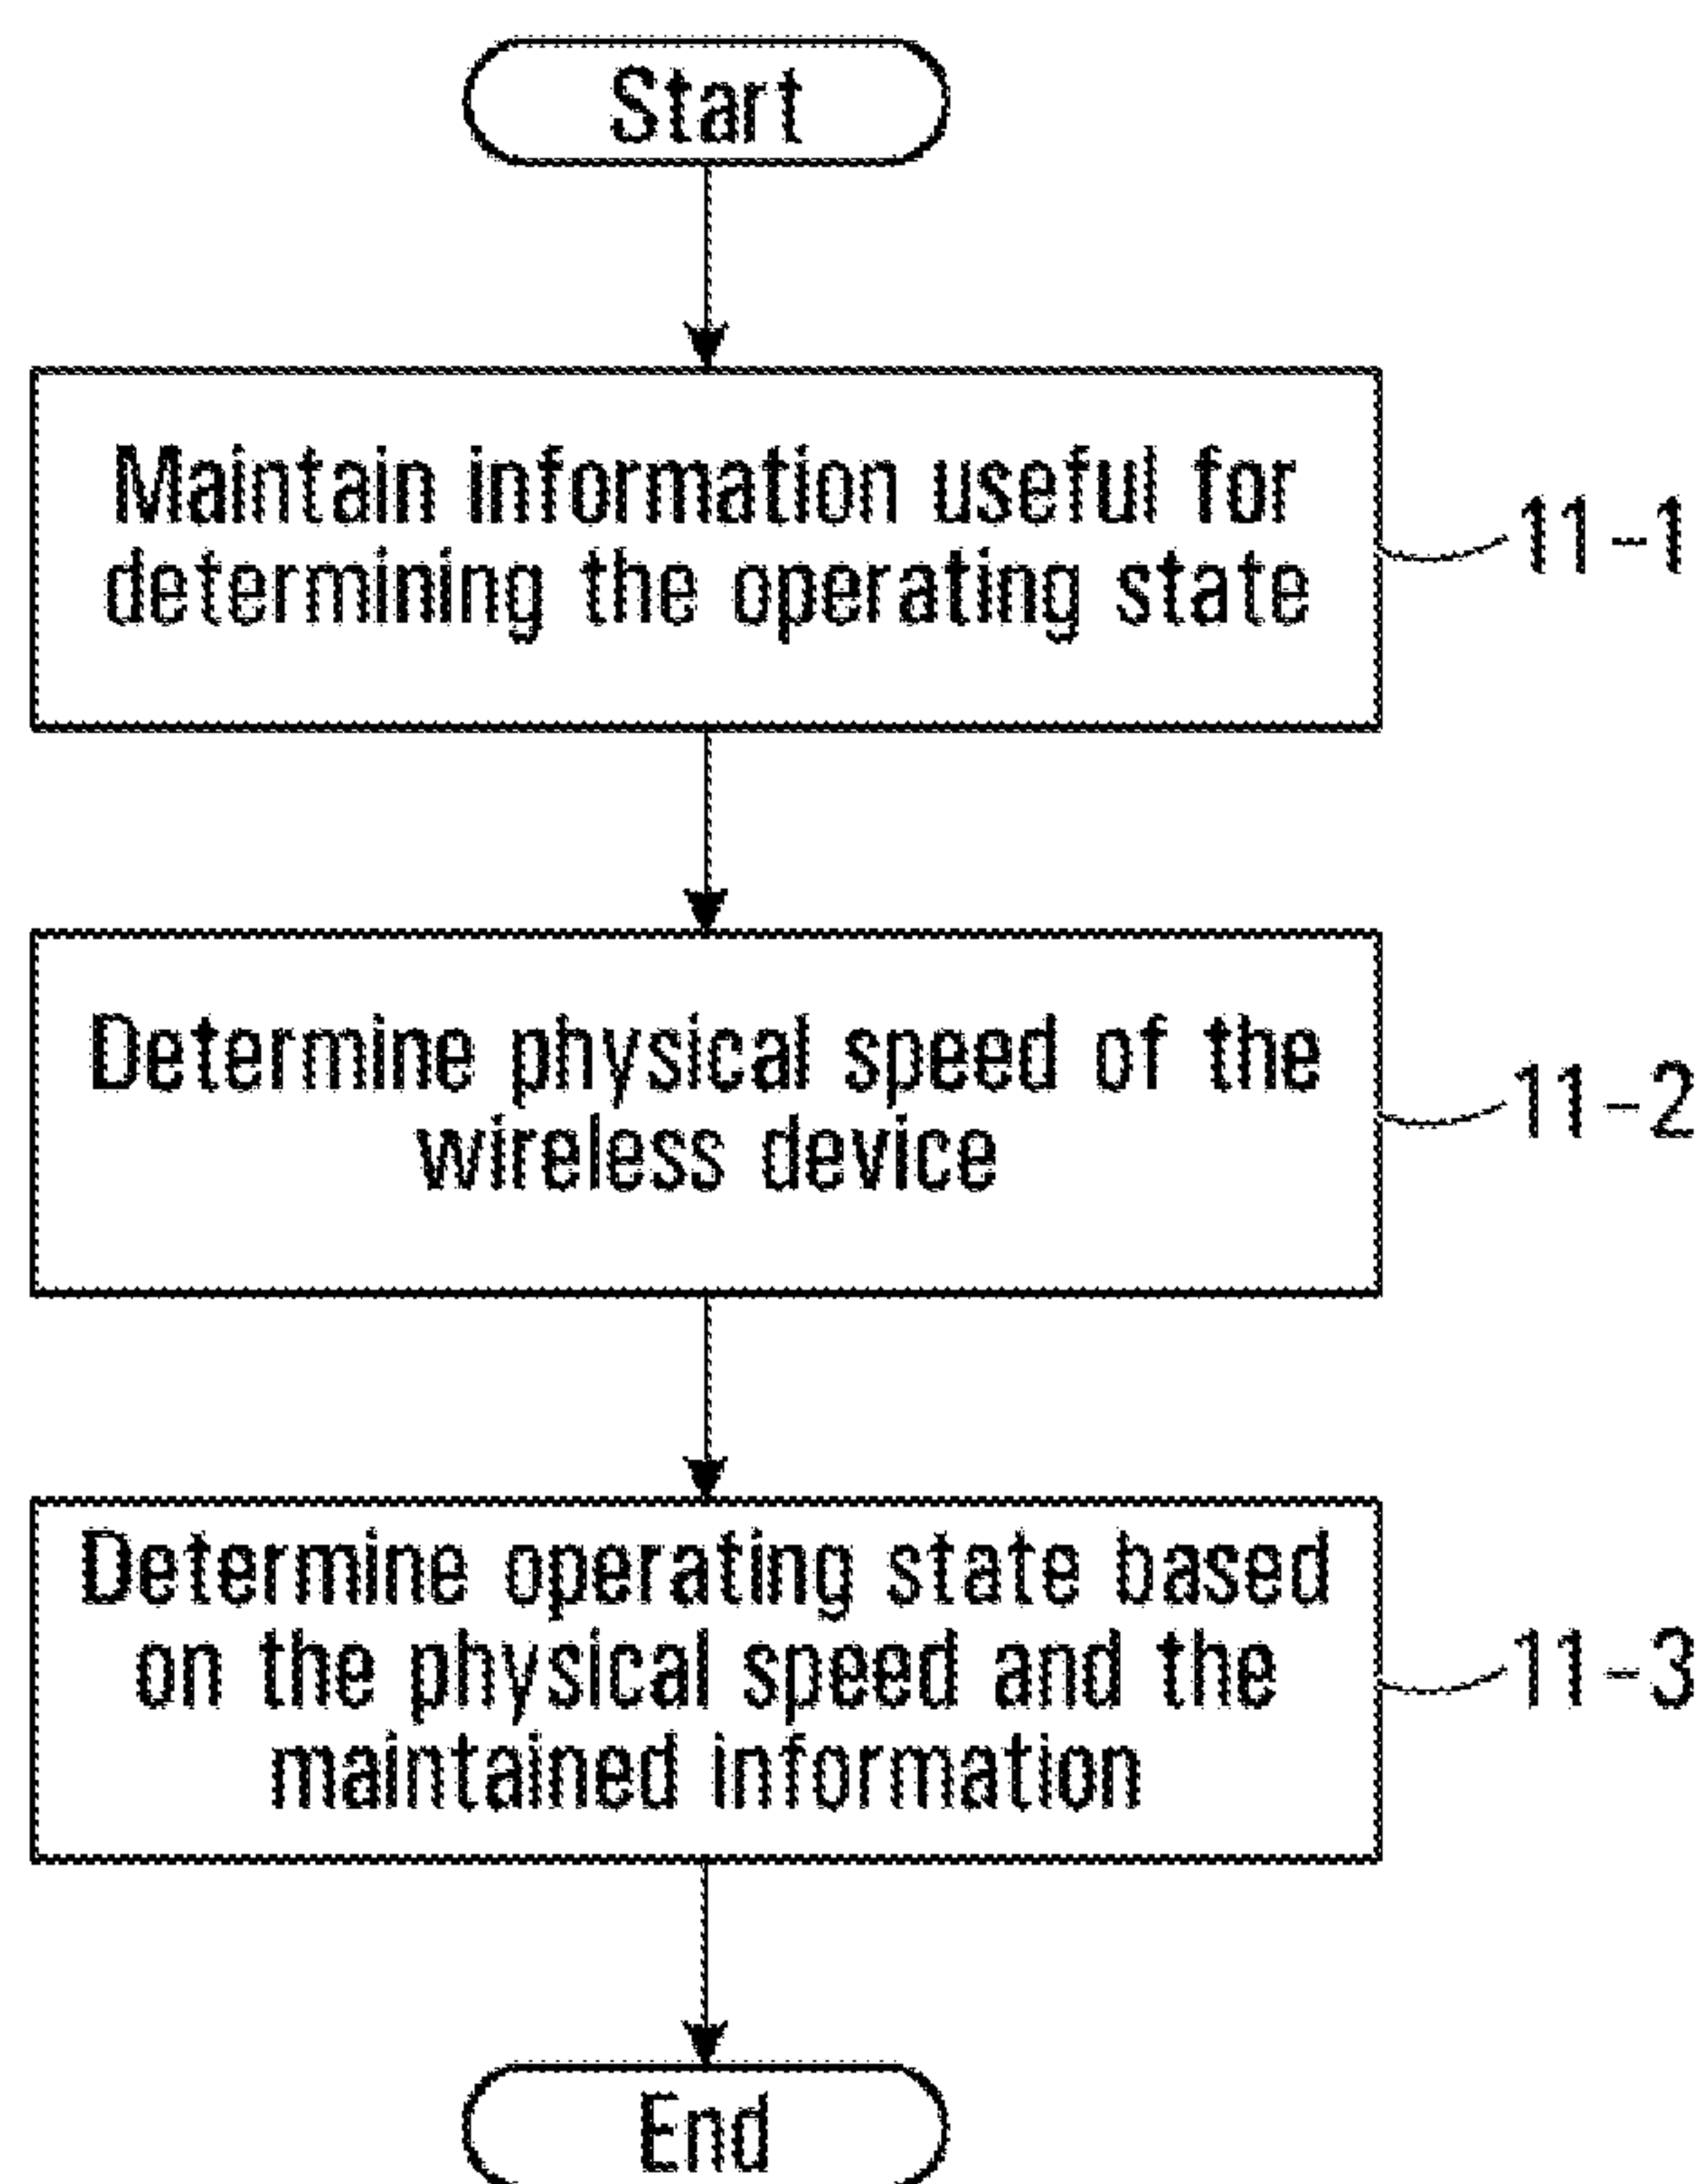 Start
Maintain information useful for
determining the operating state
11-1
Determine physical speed of the
wireless device
11-2
Determine operating state based
on the physical speed and the
maintained information
11-3
End